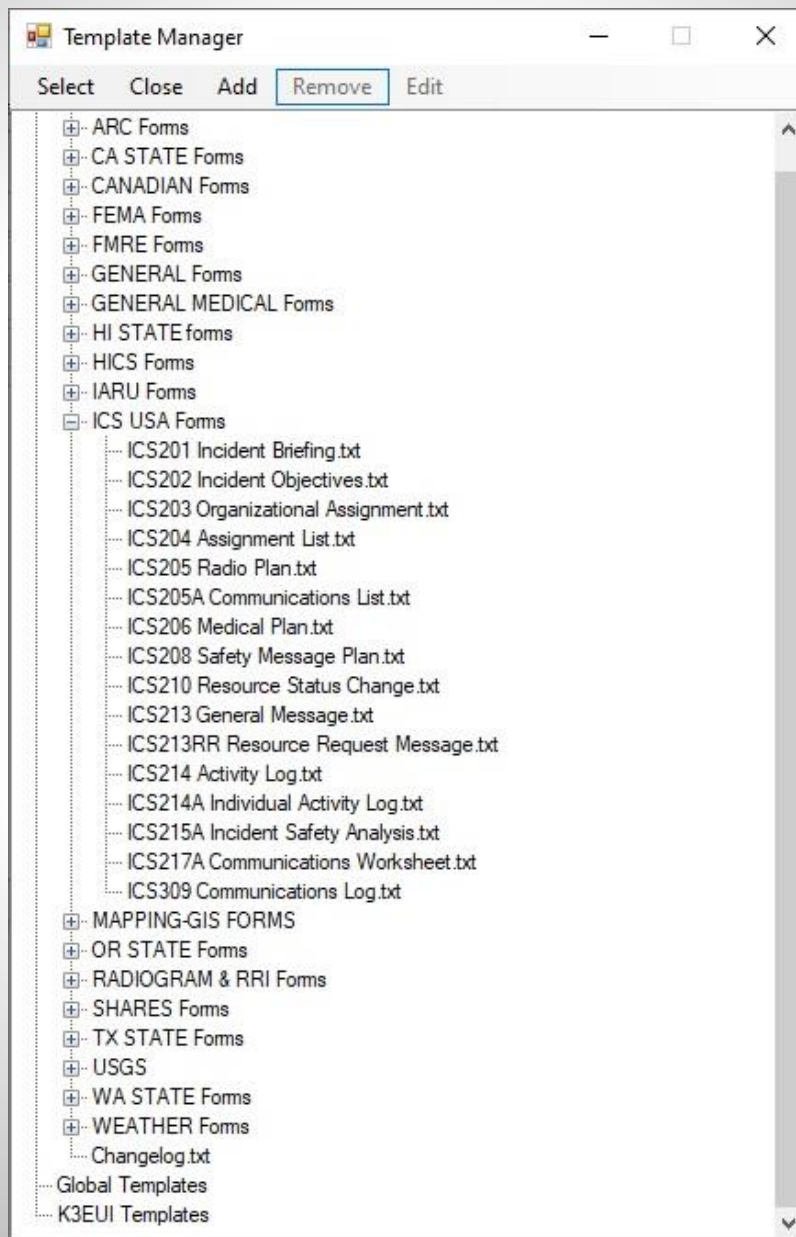 Template Manager
Select Close Add Remove Edit
ARC Forms
CA STATE Forms
CANADIAN Forms
FEMA Forms
FMRE Forms
GENERAL Forms
GENERAL MEDICAL Forms
HI STATE forms
HICS Forms
IARU Forms
ICS USA Forms
ICS201 Incident Briefing.txt
ICS202 Incident Objectives.txt
ICS203 Organizational Assignment.txt
ICS204 Assignment List.txt
ICS205 Radio Plan.txt
ICS205A Communications List.txt
ICS206 Medical Plan.txt
ICS208 Safety Message Plan.txt
ICS210 Resource Status Change.txt
ICS213 General Message.txt
ICS213RR Resource Request Message.txt
ICS214 Activity Log.txt
ICS214A Individual Activity Log.txt
ICS215A Incident Safety Analysis.txt
ICS217A Communications Worksheet.txt
ICS309 Communications Log.txt
MAPPING-GIS FORMS
OR STATE Forms
RADIOGRAM & RRI Forms
SHARES Forms
TX STATE Forms
USGS
WA STATE Forms
WEATHER Forms
Changelog.txt
Global Templates
K3EUI Templates